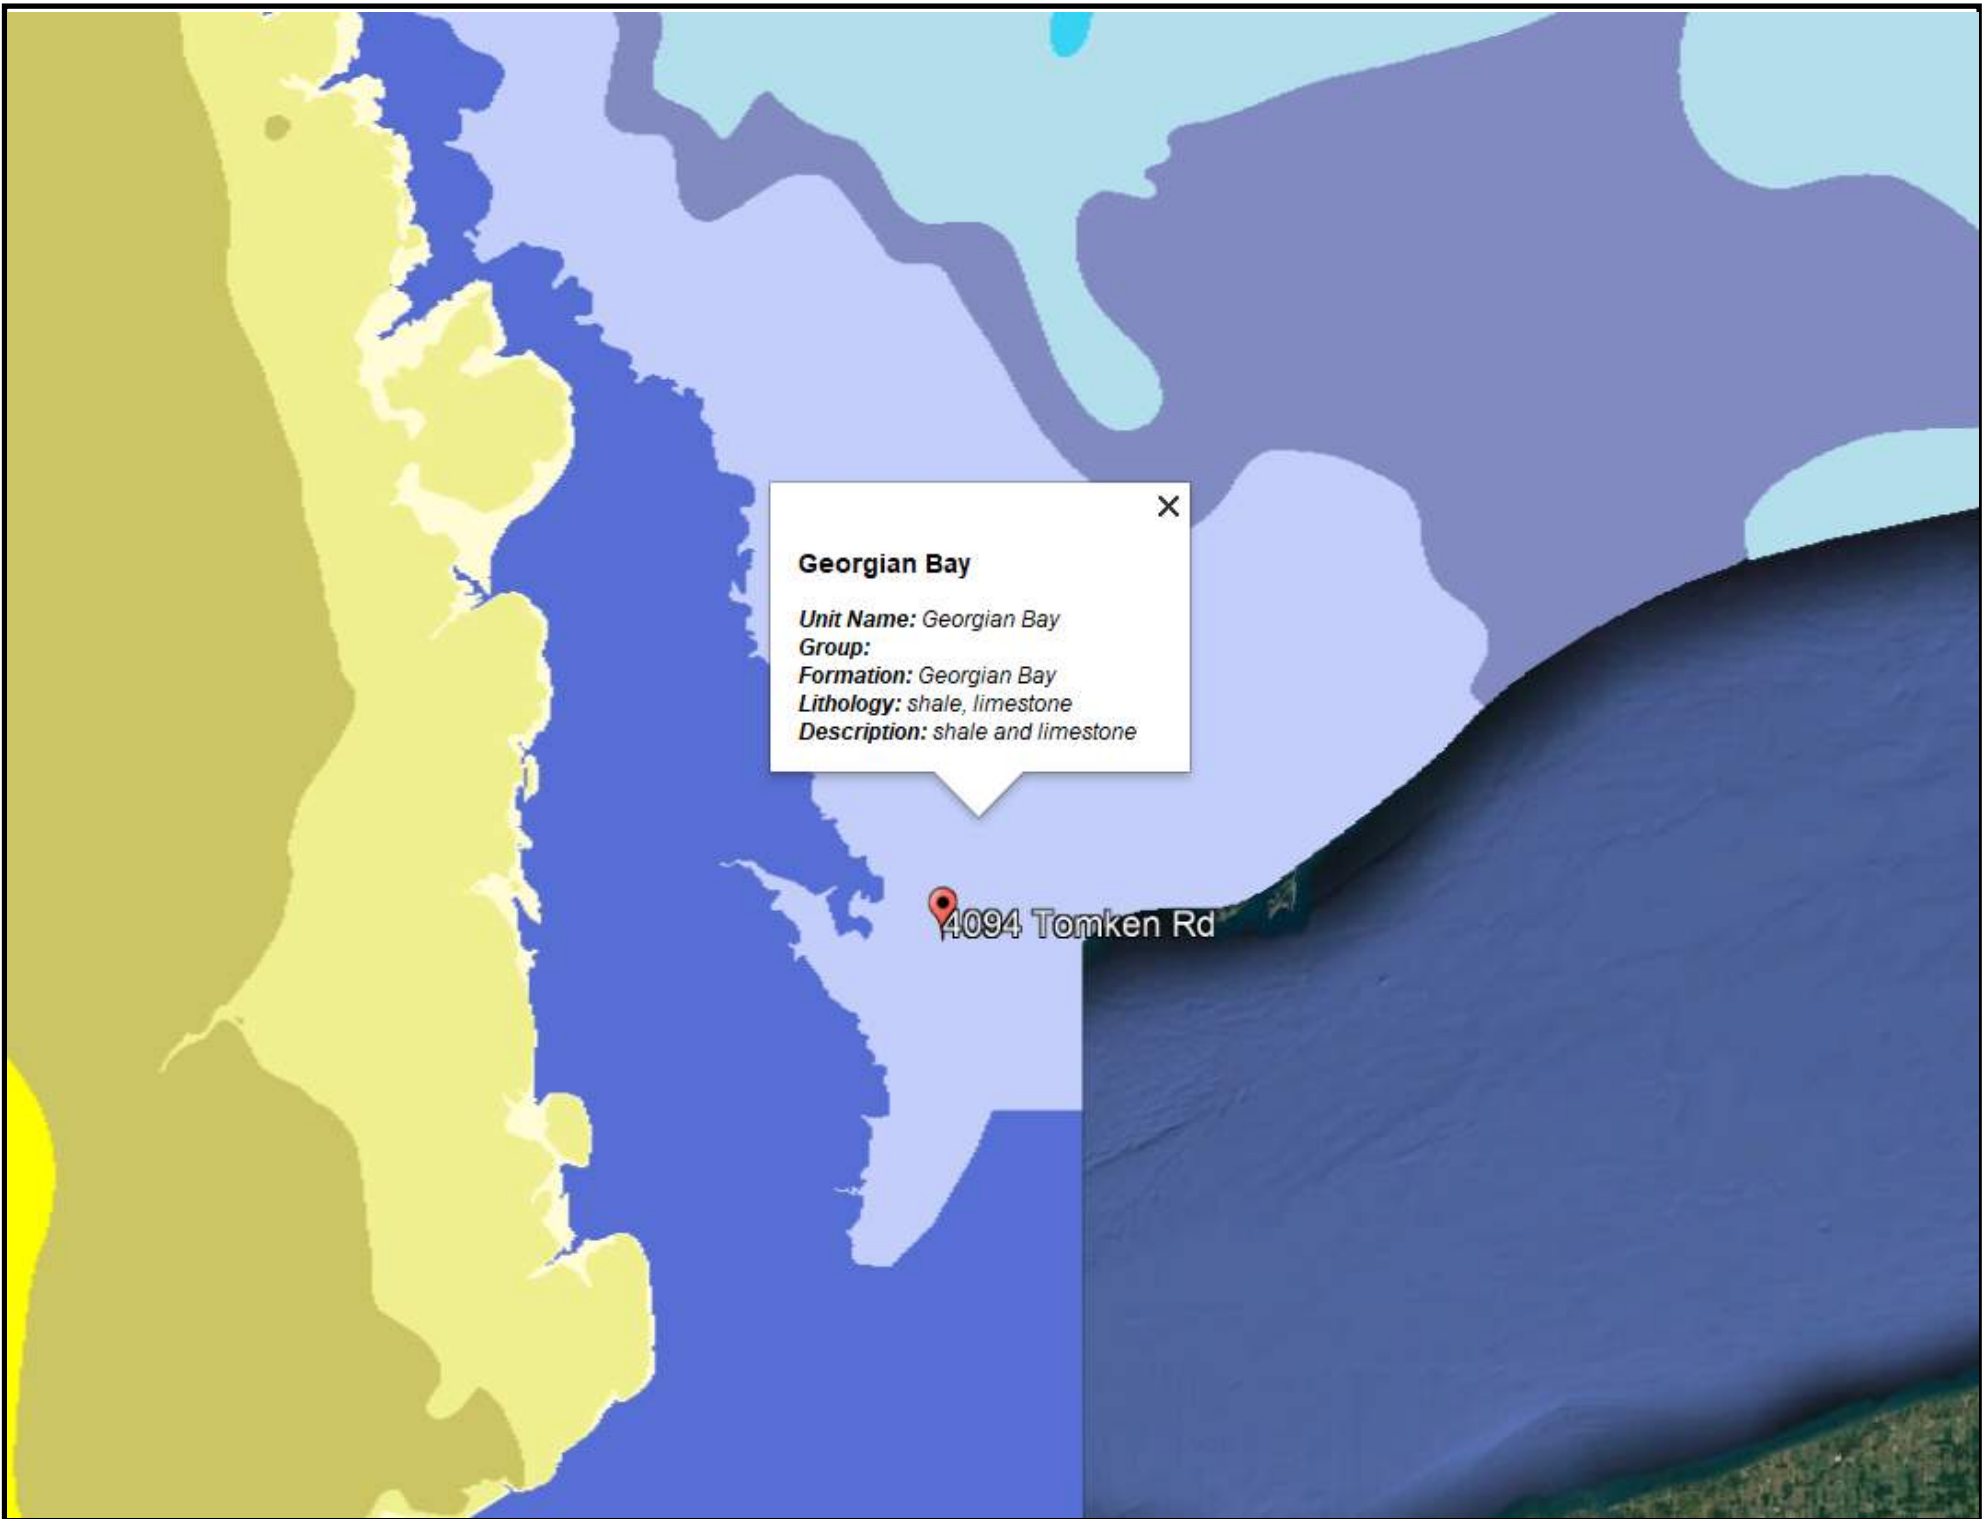 Georgian Bay
Unit Name: Georgian Bay
Group:
Formation: Georgian Bay
Lithology: shale, limestone
Description: shale and limestone
4094 Tomken Rd